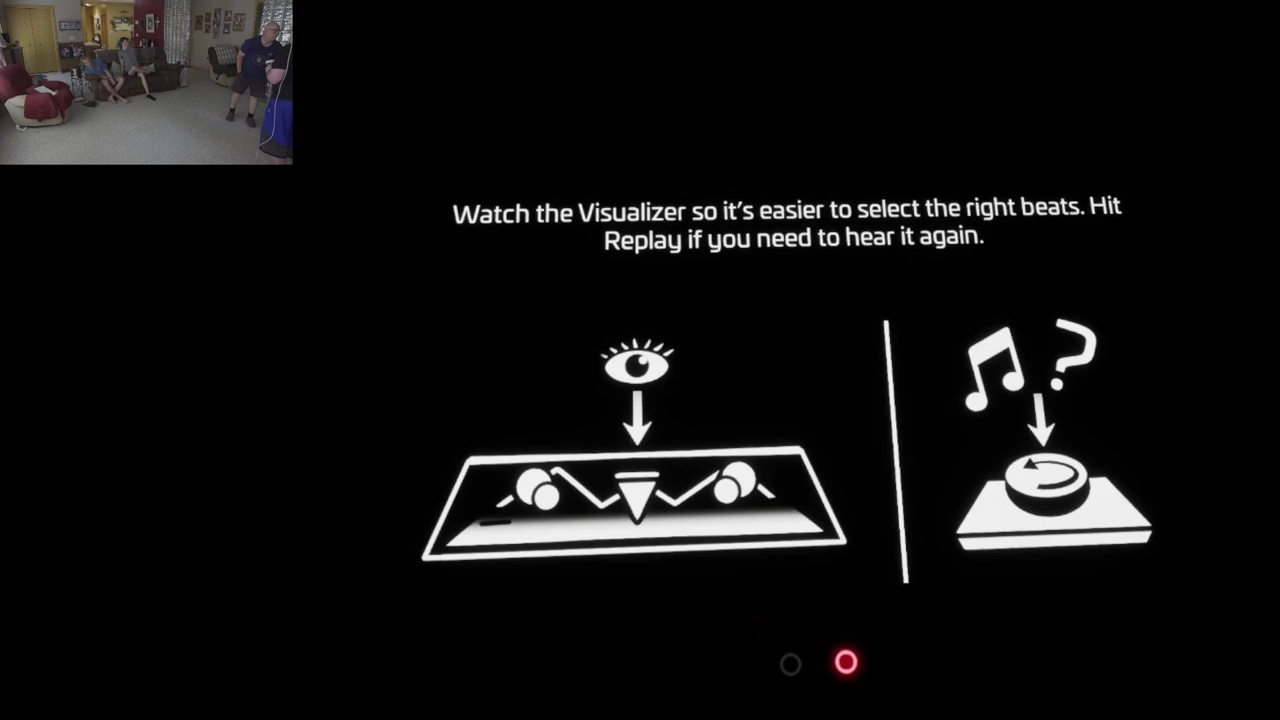 Watch the Visualizer so it's easier to select the right beats. Hit
Replay if you need to hear it again.